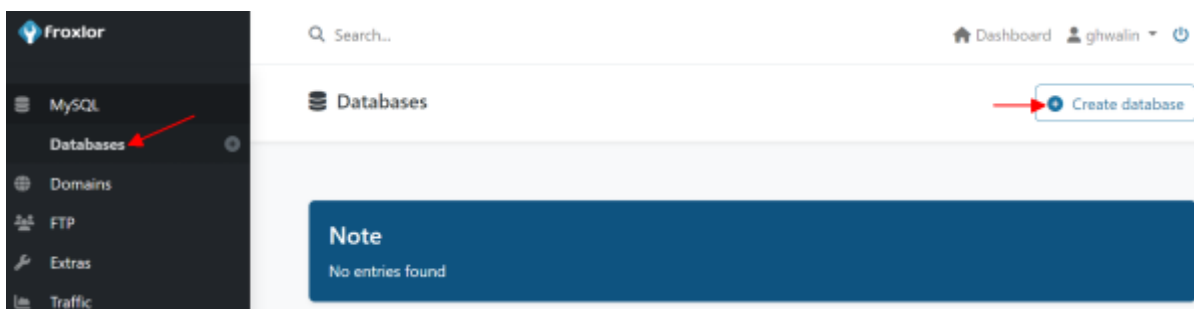 froxlor
Search...
Dashboard ghwalin
MySQL
Databases
Domains
FTP
Extras
Traffic
Databases
Create database
Note
No entries found